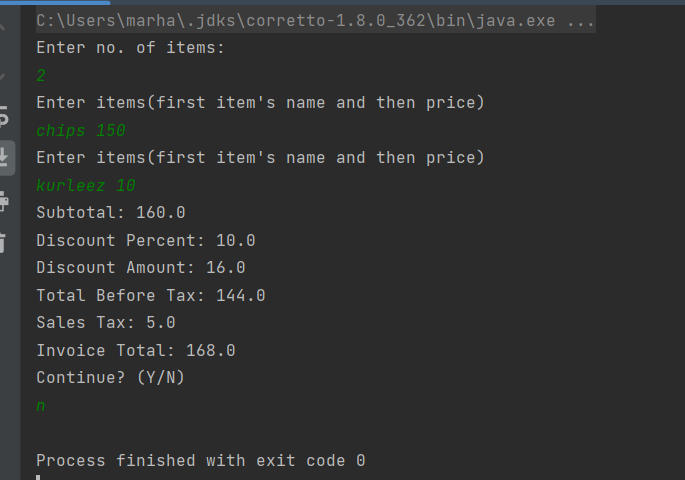 C:\Users\marha\.jdks\corretto-1.8.0_362\bin\java.exe ...
Enter no. of items:
2
Enter items(first item's name and then price)
chips 150
Enter items(first item's name and then price)
kurleez 10
Subtotal: 160.0
Discount Percent: 10.0
Discount Amount: 16.0
Total Before Tax: 144.0
Sales Tax: 5.0
Invoice Total: 168.0
Continue? (Y/N)
n
Process finished with exit code 0